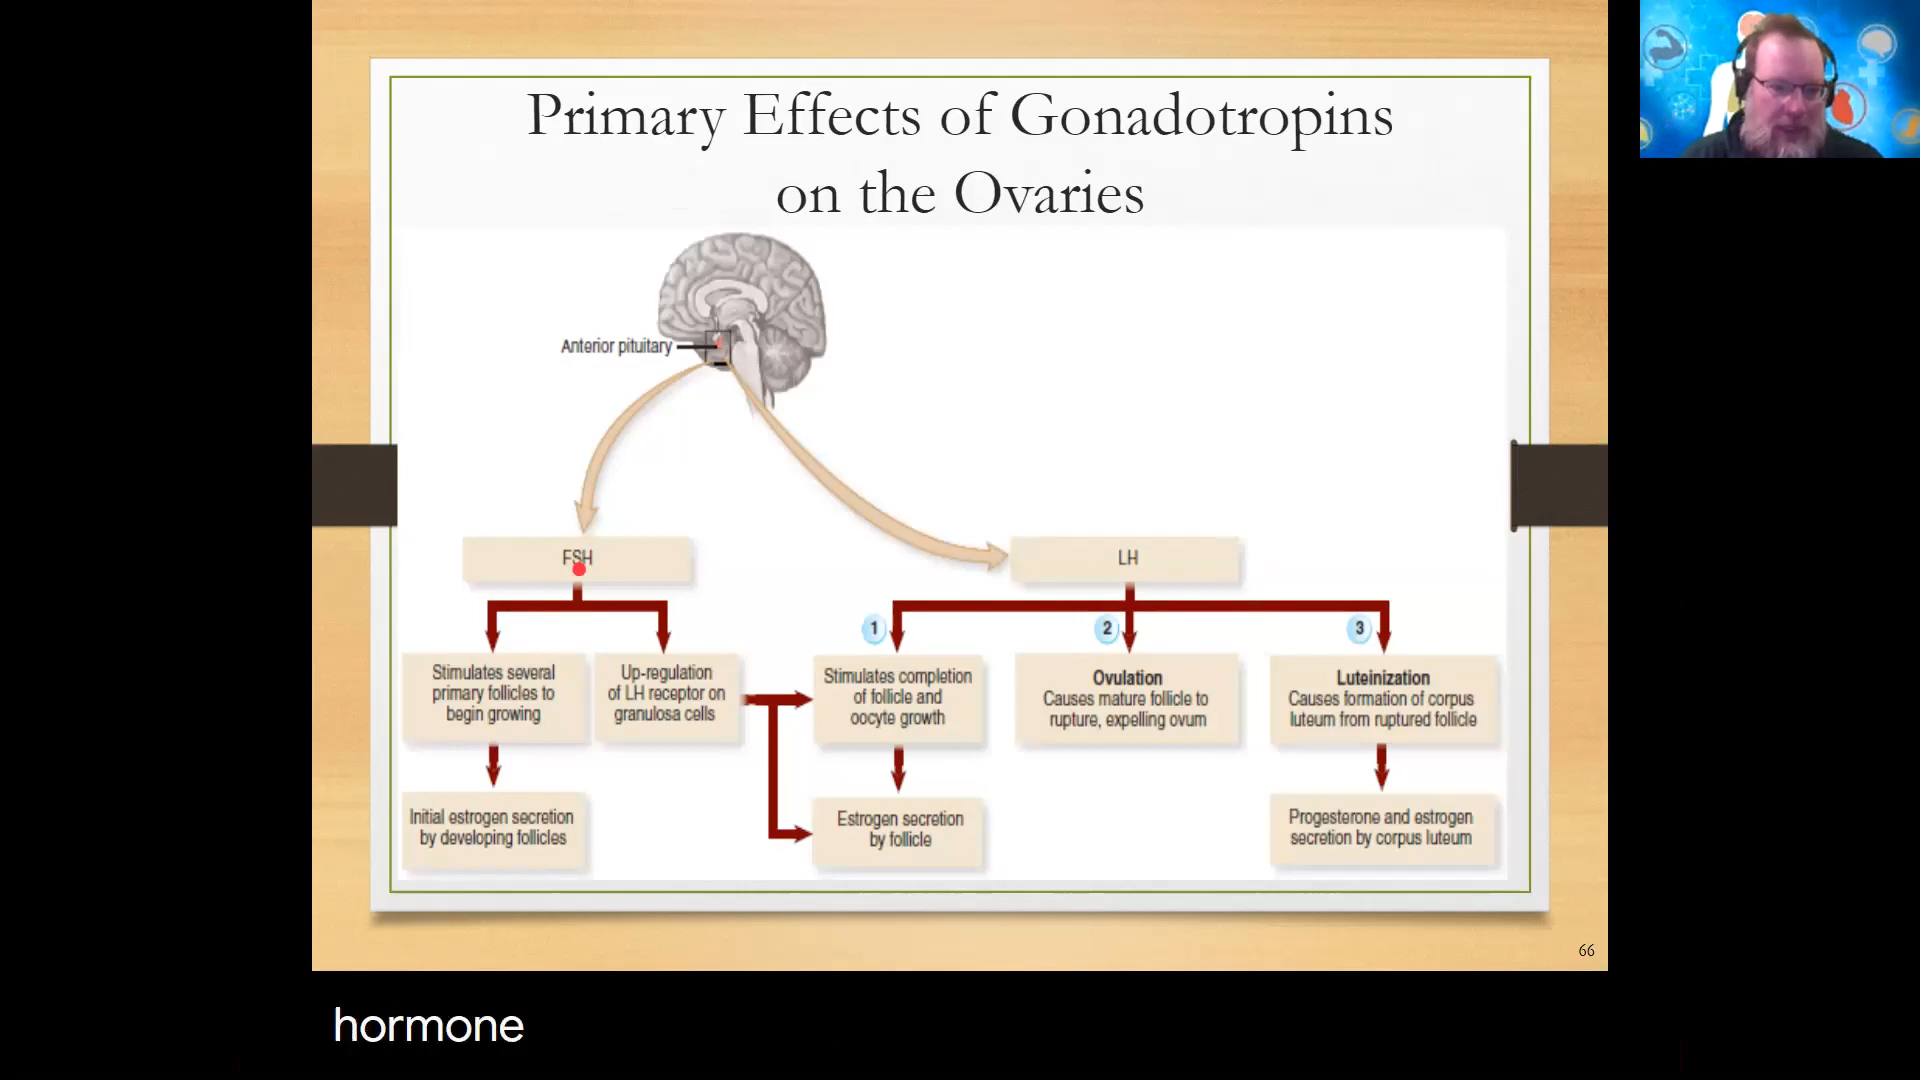 Primary Effects of Gonadotropins
on the Ovaries
Anterior pituitary
FSH
LH
1
2
3
Stimulates several
primary follicles to
begin growing
Up-regulation
of LH receptor on
granulosa cells
Stimulates completion
of follicle and
oocyte growth
Ovulation
Causes mature follicle to
rupture, expelling ovum
Luteinization
Causes formation of corpus
luteum from ruptured follicle
Initial estrogen secretion
by developing follicles
Estrogen secretion
by follicle
Progesterone and estrogen
secretion by corpus luteum
66
hormone